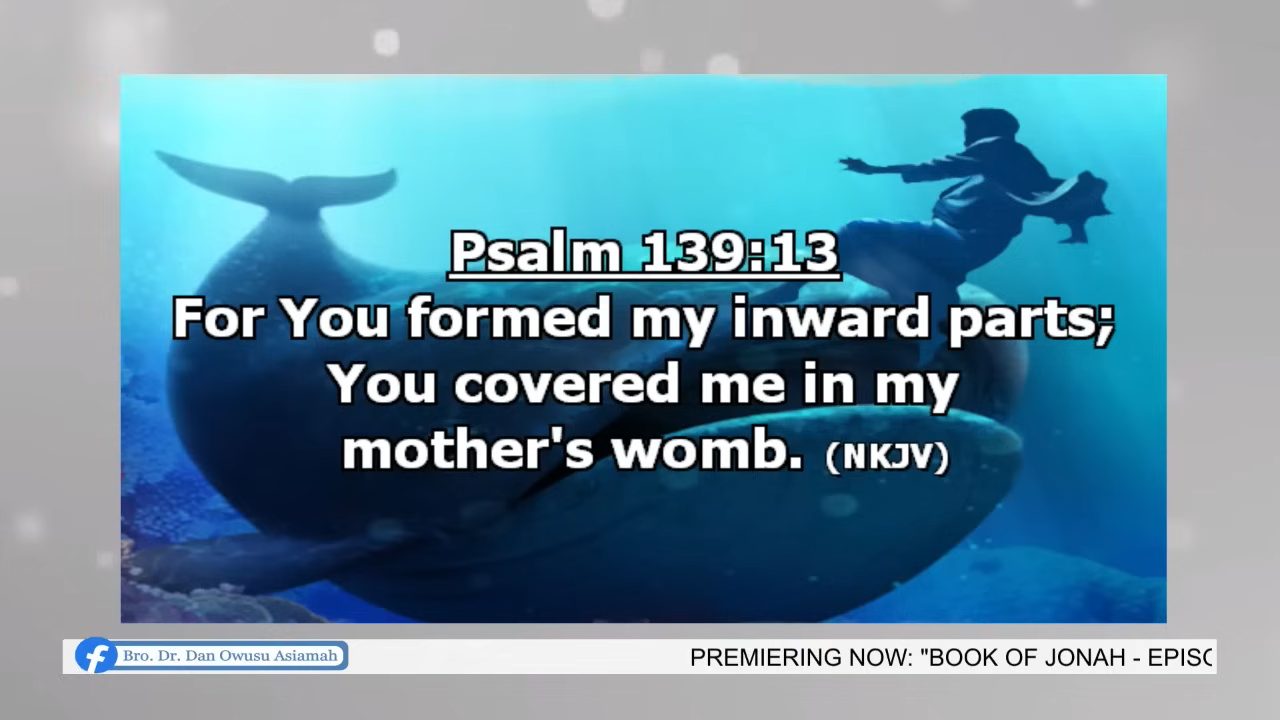 Psalm 139:13
For You formed my inward parts;
You covered me in my
mother's womb. (NKJV)
Bro. Dr. Dan Owusu Asiamah
PREMIERING NOW: "BOOK OF JONAH - EPISC